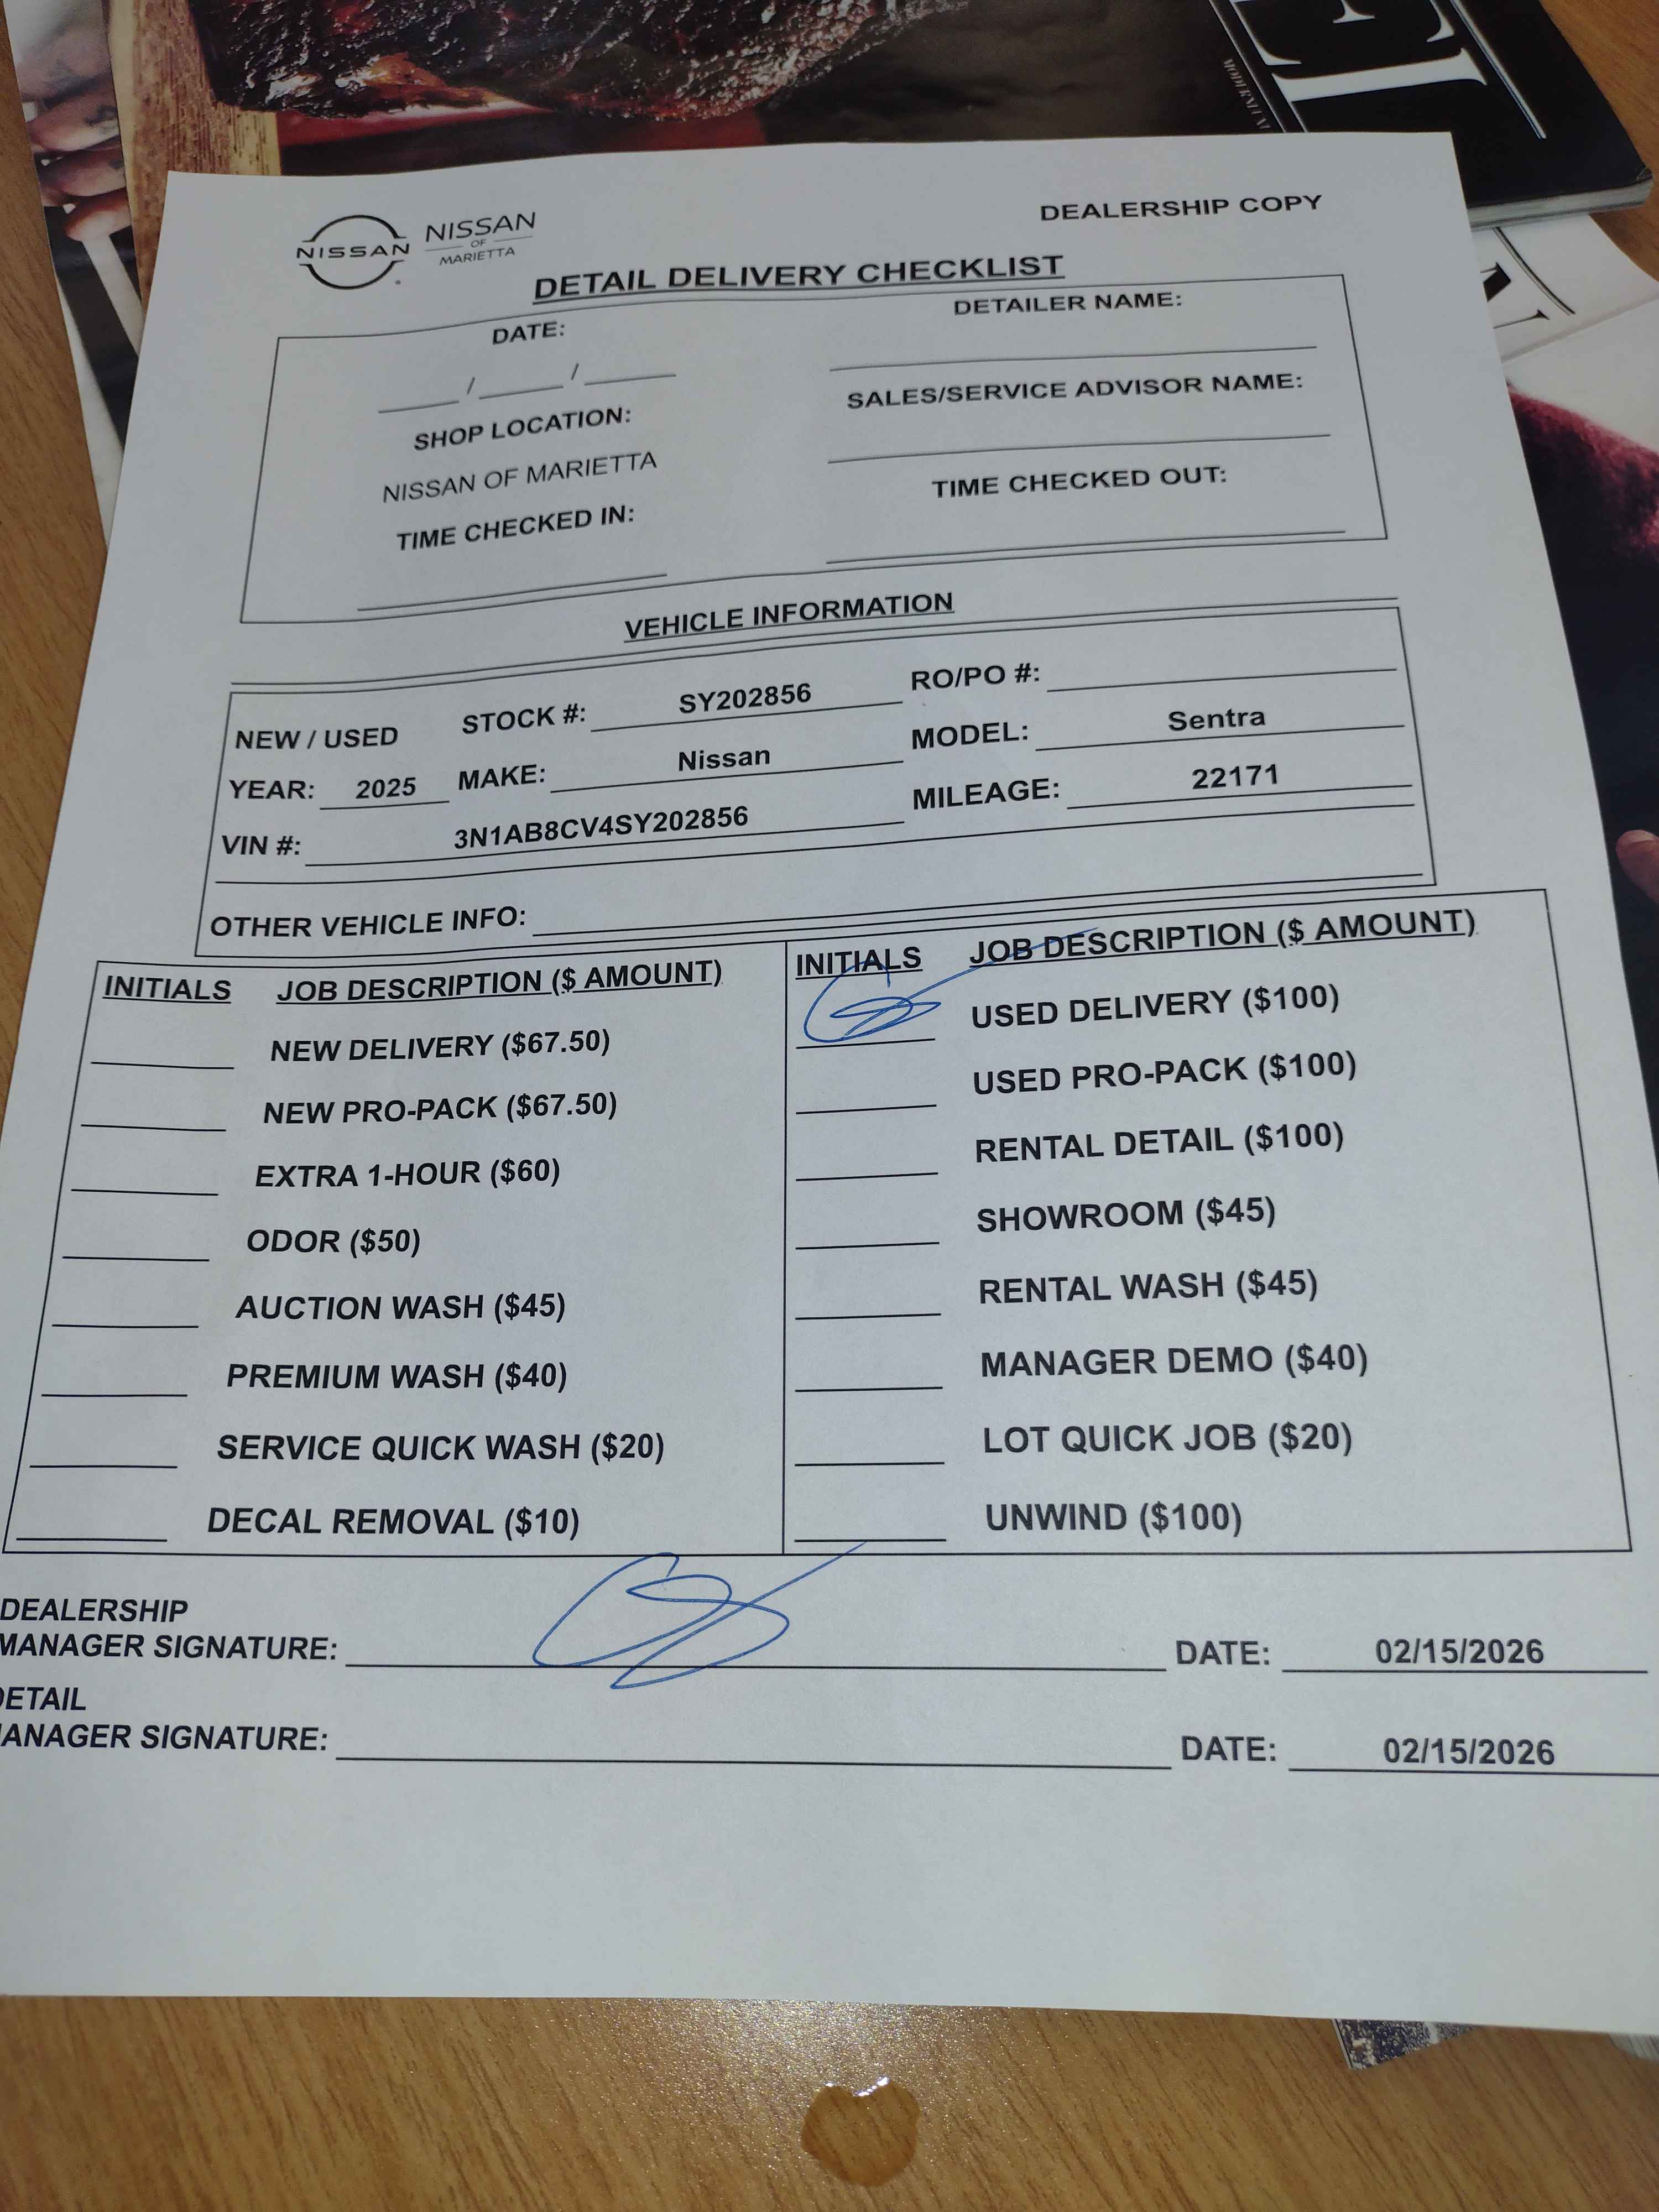 MODERN
NISSAN
NISSAN
OF
MARIETTA
DEALERSHIP COPY
DETAIL DELIVERY CHECKLIST
DATE:
DETAILER NAME:
/ /
SHOP LOCATION:
SALES/SERVICE ADVISOR NAME:
NISSAN OF MARIETTA
TIME CHECKED IN:
TIME CHECKED OUT:
VEHICLE INFORMATION
NEW / USED STOCK #: SY202856 RO/PO #:
YEAR: 2025 MAKE: Nissan MODEL: Sentra
VIN #: 3N1AB8CV4SY202856 MILEAGE: 22171
OTHER VEHICLE INFO:
INITIALS JOB DESCRIPTION ($ AMOUNT)
NEW DELIVERY ($67.50)
NEW PRO-PACK ($67.50)
EXTRA 1-HOUR ($60)
ODOR ($50)
AUCTION WASH ($45)
PREMIUM WASH ($40)
SERVICE QUICK WASH ($20)
DECAL REMOVAL ($10)
INITIALS JOB DESCRIPTION ($ AMOUNT)
USED DELIVERY ($100)
USED PRO-PACK ($100)
RENTAL DETAIL ($100)
SHOWROOM ($45)
RENTAL WASH ($45)
MANAGER DEMO ($40)
LOT QUICK JOB ($20)
UNWIND ($100)
DEALERSHIP
MANAGER SIGNATURE: DATE: 02/15/2026
DETAIL
MANAGER SIGNATURE: DATE: 02/15/2026